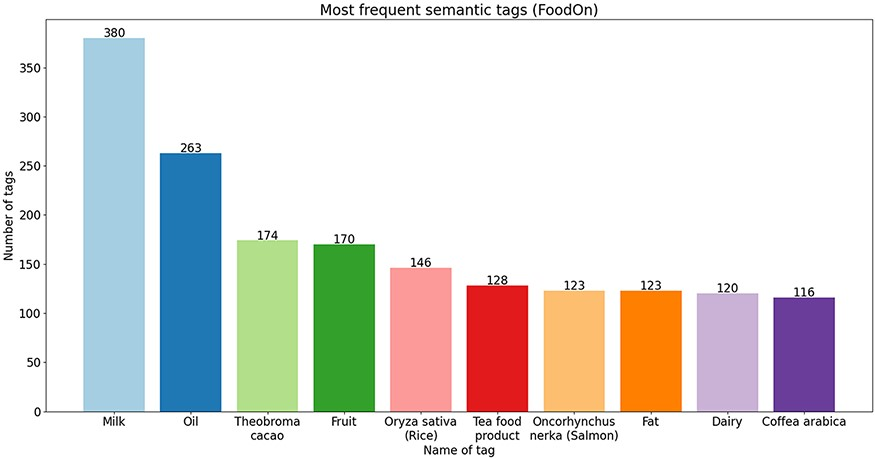 Most frequent semantic tags (FoodOn)
Number of tags
350
300
250
200
150
100
50
0
380
263
174
170
146
128
123
123
120
116
Milk
Oil
Theobroma
cacao
Fruit
Oryza sativa
(Rice)
Tea food
product
Oncorhynchus
nerka (Salmon)
Fat
Dairy
Coffea arabica
Name of tag